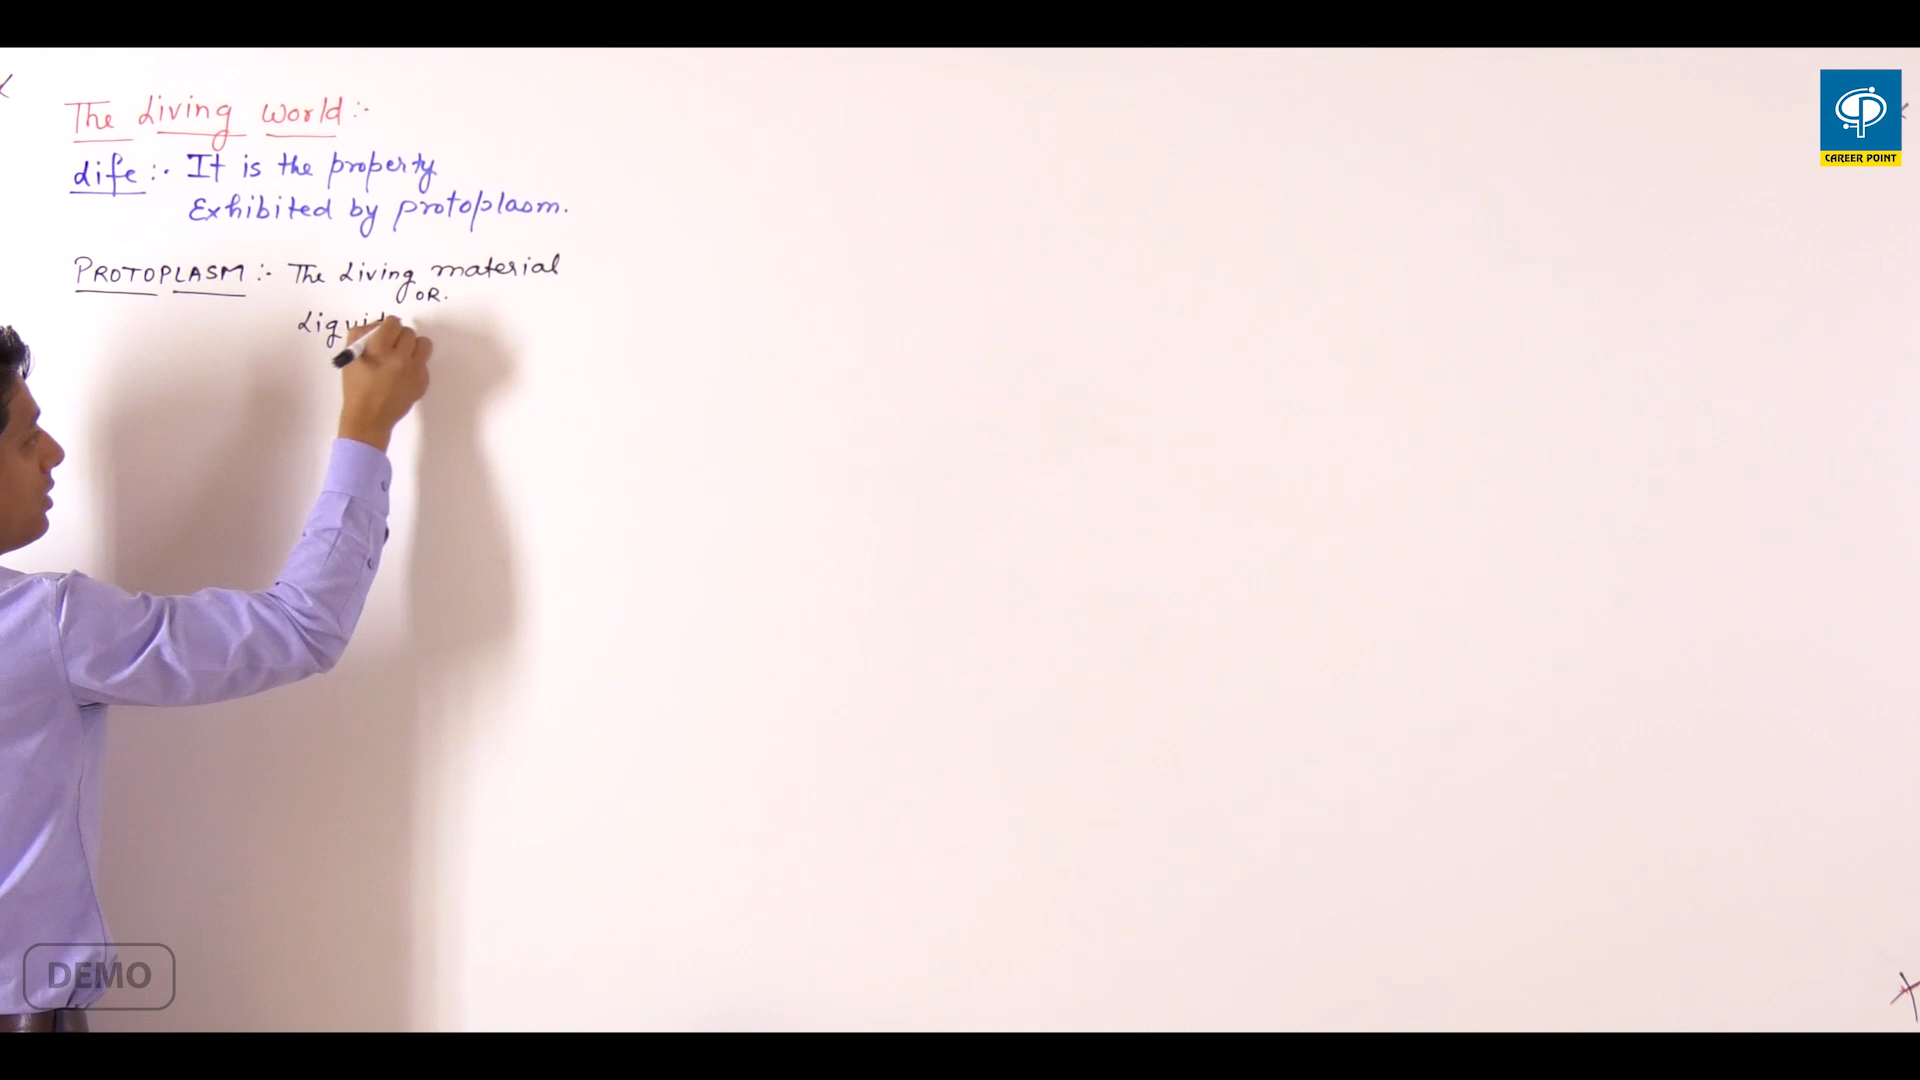 The Living World :-
Life :- It is the property
Exhibited by protoplasm.
PROTOPLASM :- The Living material
OR.
Liquid
CAREER POINT
DEMO